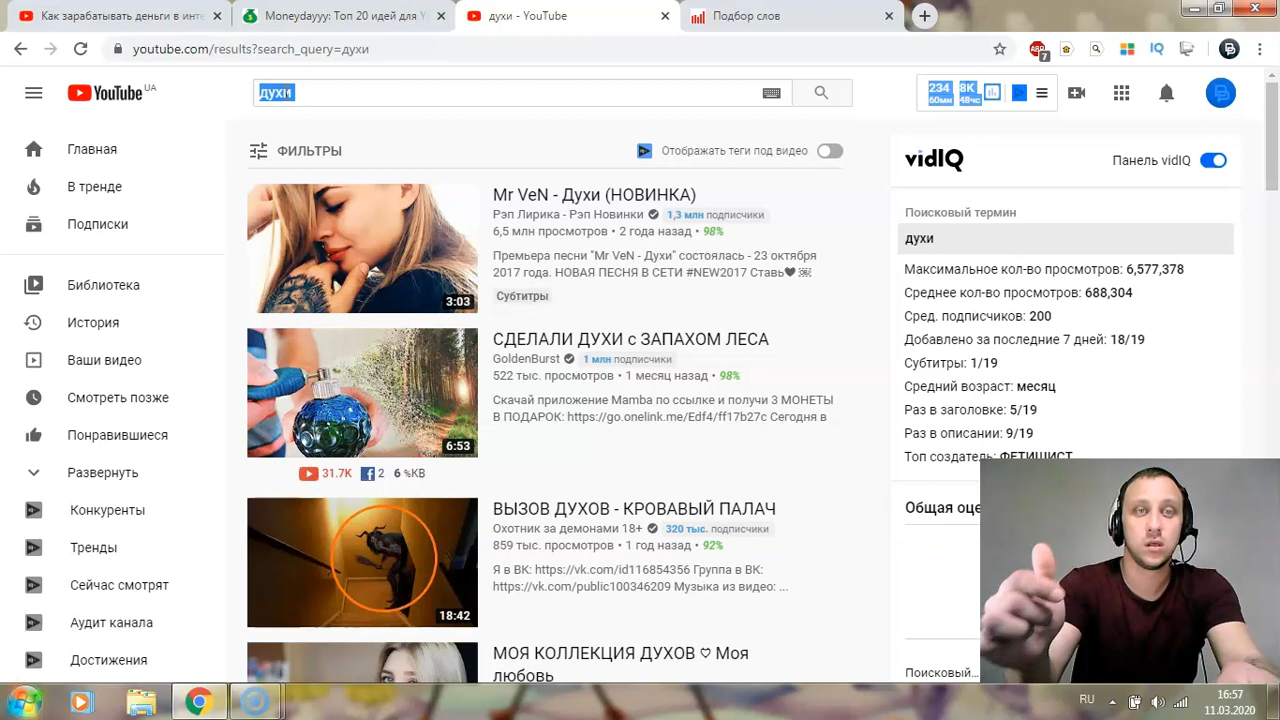 Как зарабатывать деньги в инте
Moneydayyy: Топ 20 идей для Y
духи - YouTube
Подбор слов
youtube.com/results?search_query=духи
ABP
7
IQ
YouTube UA
духи
234
60мн
8K
48чс
Главная
В тренде
Подписки
Библиотека
История
Ваши видео
Смотреть позже
Понравившиеся
Развернуть
Конкуренты
Тренды
Сейчас смотрят
Аудит канала
Достижения
ФИЛЬТРЫ
Отображать теги под видео
3:03
Mr VeN - Духи (НОВИНКА)
Рэп Лирика - Рэп Новинки 1,3 млн подписчики
6,5 млн просмотров • 2 года назад • 98%
Премьера песни "Mr VeN - Духи" состоялась - 23 октября
2017 года. НОВАЯ ПЕСНЯ В СЕТИ #NEW2017 Ставь❤
Субтитры
6:53
СДЕЛАЛИ ДУХИ с ЗАПАХОМ ЛЕСА
GoldenBurst 1 млн подписчики
522 тыс. просмотров • 1 месяц назад • 98%
Скачай приложение Mamba по ссылке и получи 3 МОНЕТЫ
В ПОДАРОК: https://go.onelink.me/Edf4/ff17b27c Сегодня в
31.7K 2 6 %КВ
18:42
ВЫЗОВ ДУХОВ - КРОВАВЫЙ ПАЛАЧ
Охотник за демонами 18+ 320 тыс. подписчики
859 тыс. просмотров • 1 год назад • 92%
Я в ВК: https://vk.com/id116854356 Группа в ВК:
https://vk.com/public100346209 Музыка из видео: ...
МОЯ КОЛЛЕКЦИЯ ДУХОВ ♡ Моя
любовь
vidIQ
Панель vidIQ
Поисковый термин
духи
Максимальное кол-во просмотров: 6,577,378
Среднее кол-во просмотров: 688,304
Сред. подписчиков: 200
Добавлено за последние 7 дней: 18/19
Субтитры: 1/19
Средний возраст: месяц
Раз в заголовке: 5/19
Раз в описании: 9/19
Топ создатель: ФЕТИШИСТ
Общая оце
Поисковый
RU
16:57
11.03.2020